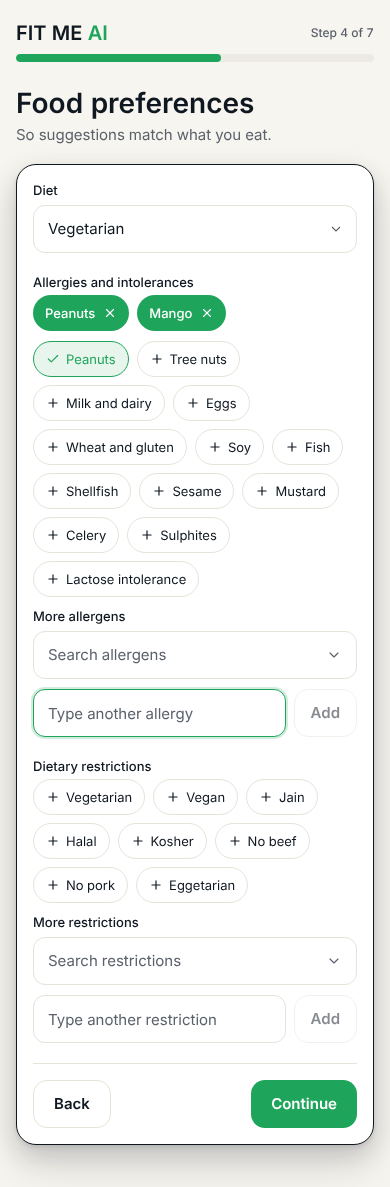 FIT ME AI
Step 4 of 7
Food preferences
So suggestions match what you eat.
Diet
Vegetarian
Allergies and intolerances
Peanuts Mango
Peanuts Tree nuts
Milk and dairy Eggs
Wheat and gluten Soy Fish
Shellfish Sesame Mustard
Celery Sulphites
Lactose intolerance
More allergens
Search allergens
Type another allergy Add
Dietary restrictions
Vegetarian Vegan Jain
Halal Kosher No beef
No pork Eggetarian
More restrictions
Search restrictions
Type another restriction Add
Back Continue